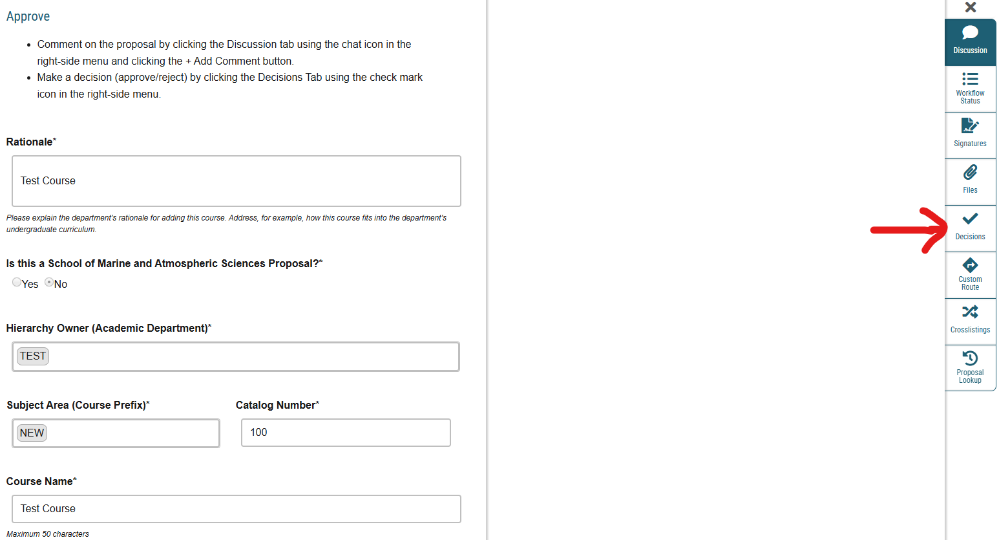 Approve
Comment on the proposal by clicking the Discussion tab using the chat icon in the
right-side menu and clicking the + Add Comment button.
Make a decision (approve/reject) by clicking the Decisions Tab using the check mark
icon in the right-side menu.
Rationale*
Test Course
Please explain the department's rationale for adding this course. Address, for example, how this course fits into the department's
undergraduate curriculum.
Is this a School of Marine and Atmospheric Sciences Proposal?*
Yes No
Hierarchy Owner (Academic Department)*
TEST
Subject Area (Course Prefix)*
NEW
Catalog Number*
100
Course Name*
Test Course
Maximum 50 characters
Discussion
Workflow
Status
Signatures
Files
Decisions
Custom
Route
Crosslistings
Proposal
Lookup